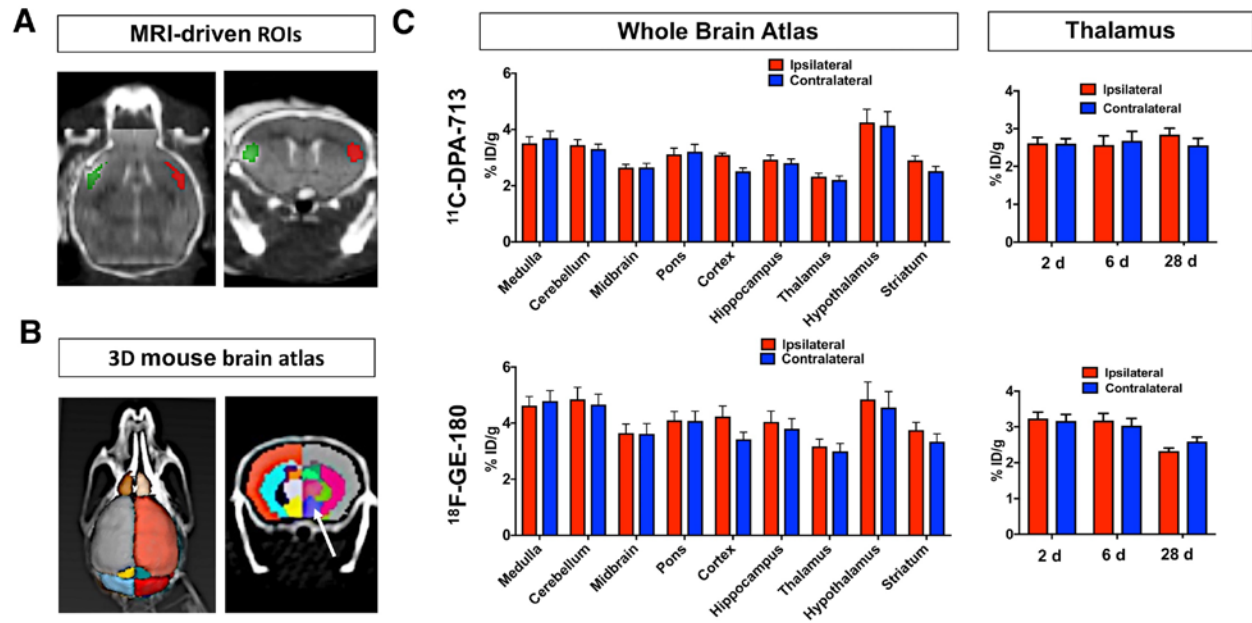 A
MRI-driven ROIs
B
3D mouse brain atlas
C
Whole Brain Atlas
Thalamus
¹¹C-DPA-713
% ID/g
6
4
2
0
Ipsilateral
Contralateral
Medulla
Cerebellum
Midbrain
Pons
Cortex
Hippocampus
Thalamus
Hypothalamus
Striatum
% ID/g
4
3
2
1
0
Ipsilateral
Contralateral
2 d
6 d
28 d
¹⁸F-GE-180
% ID/g
6
4
2
0
Ipsilateral
Contralateral
Medulla
Cerebellum
Midbrain
Pons
Cortex
Hippocampus
Thalamus
Hypothalamus
Striatum
% ID/g
4
3
2
1
0
Ipsilateral
Contralateral
2 d
6 d
28 d